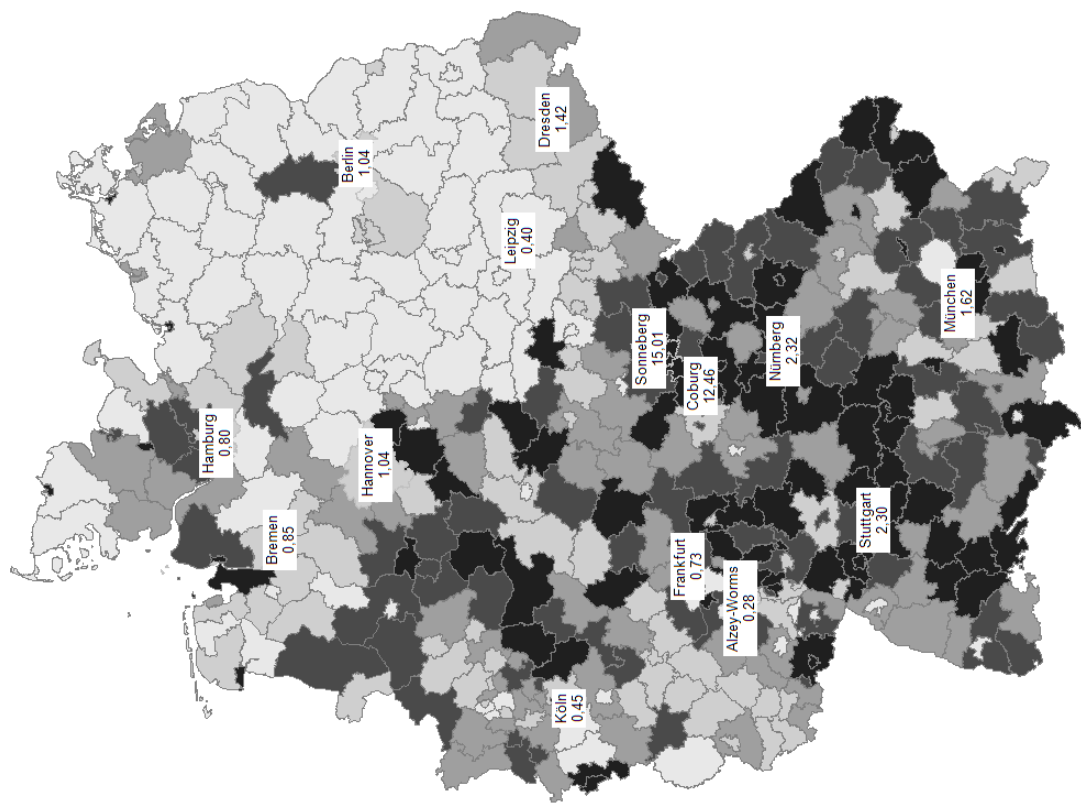 Dresden
1,42
Berlin
1,04
Leipzig
0,40
München
1,62
Sonneberg
15,01
Nürnberg
2,32
Coburg
12,46
Hamburg
0,80
Hannover
1,04
Stuttgart
2,30
Bremen
0,85
Frankfurt
0,73
Alzey-Worms
0,28
Köln
0,45